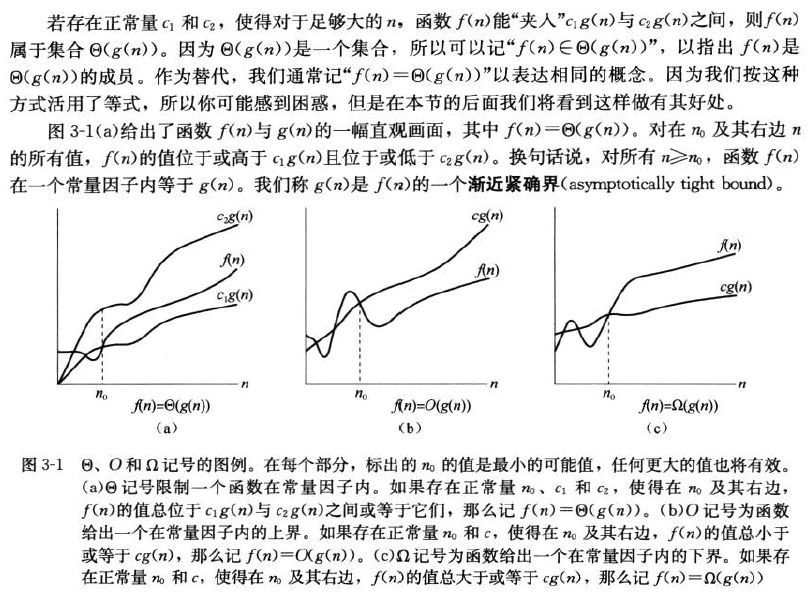 若存在正常量 c₁ 和 c₂，使得对于足够大的 n，函数 f(n)能“夹入”c₁g(n)与 c₂g(n)之间，则f(n)
属于集合 Θ(g(n))。因为 Θ(g(n))是一个集合，所以可以记“f(n)∈Θ(g(n))”，以指出 f(n)是
Θ(g(n))的成员。作为替代，我们通常记“f(n)=Θ(g(n))”以表达相同的概念。因为我们按这种
方式活用了等式，所以你可能感到困惑，但是在本节的后面我们将看到这样做有其好处。
图 3-1(a)给出了函数 f(n)与 g(n)的一幅直观画面，其中 f(n)=Θ(g(n))。对在 n₀ 及其右边 n
的所有值，f(n)的值位于或高于 c₁g(n)且位于或低于 c₂g(n)。换句话说，对所有 n≥n₀，函数 f(n)
在一个常量因子内等于 g(n)。我们称 g(n)是 f(n)的一个渐近紧确界(asymptotically tight bound)。
c₂g(n)
f(n)
c₁g(n)
n
n₀
f(n)=Θ(g(n))
(a)
cg(n)
f(n)
n
n₀
f(n)=O(g(n))
(b)
f(n)
cg(n)
n
n₀
f(n)=Ω(g(n))
(c)
图 3-1 Θ、O 和 Ω 记号的图例。在每个部分，标出的 n₀ 的值是最小的可能值，任何更大的值也将有效。
(a)Θ 记号限制一个函数在常量因子内。如果存在正常量 n₀、c₁ 和 c₂，使得在 n₀ 及其右边，
f(n)的值总位于 c₁g(n)与 c₂g(n)之间或等于它们，那么记 f(n)=Θ(g(n))。(b)O 记号为函数
给出一个在常量因子内的上界。如果存在正常量 n₀ 和 c，使得在 n₀ 及其右边，f(n)的值总小于
或等于 cg(n)，那么记 f(n)=O(g(n))。(c)Ω 记号为函数给出一个在常量因子内的下界。如果存
在正常量 n₀ 和 c，使得在 n₀ 及其右边，f(n)的值总大于或等于 cg(n)，那么记 f(n)=Ω(g(n))